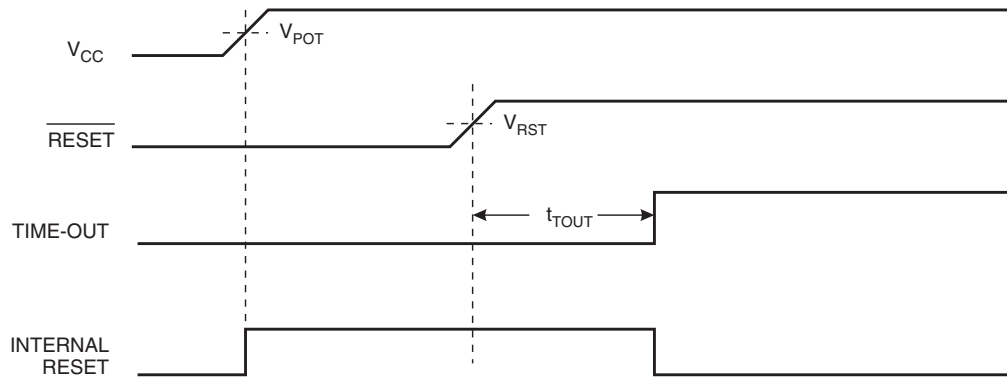 V_CC
V_POT
RESET
V_RST
t_TOUT
TIME-OUT
INTERNAL
RESET